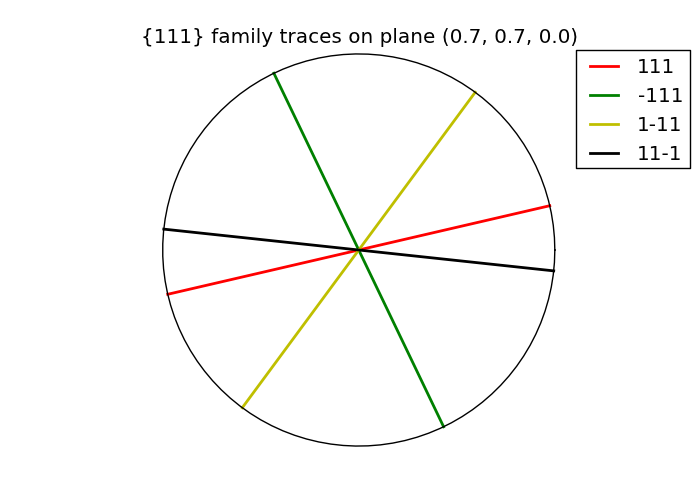 {111} family traces on plane (0.7, 0.7, 0.0)
111
-111
1-11
11-1